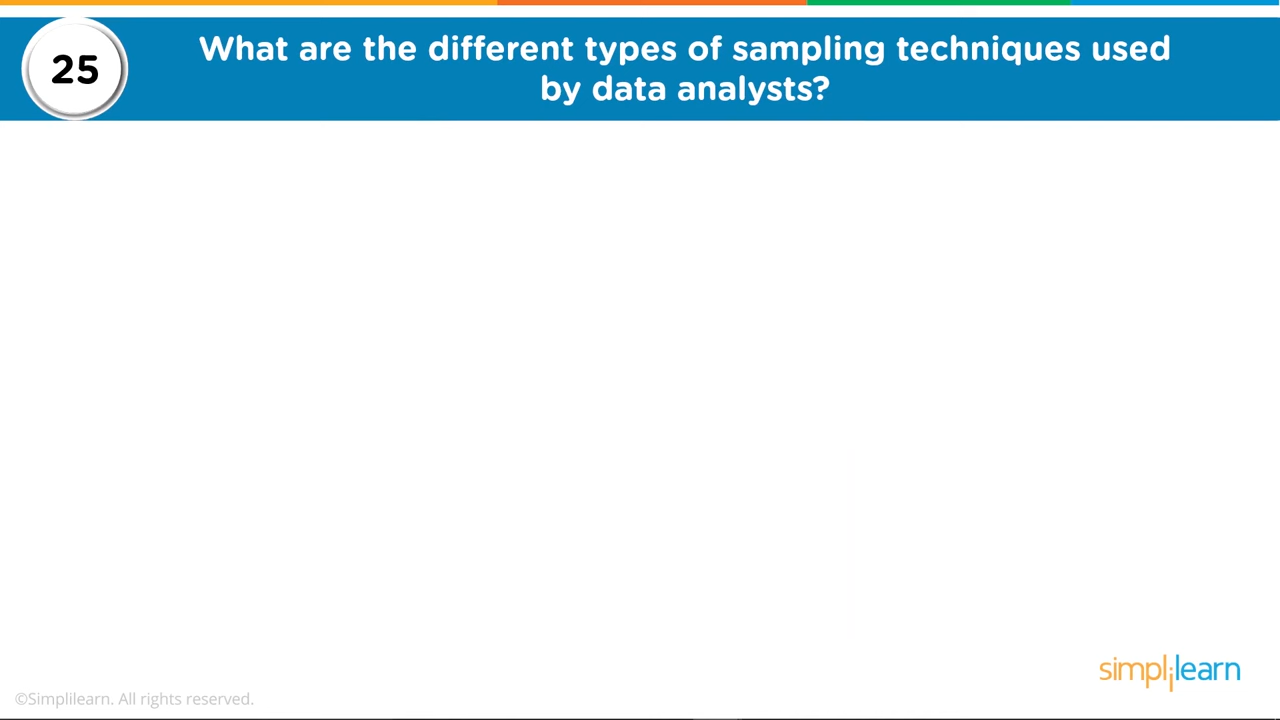 25
What are the different types of sampling techniques used
by data analysts?
simplilearn
©Simplilearn. All rights reserved.